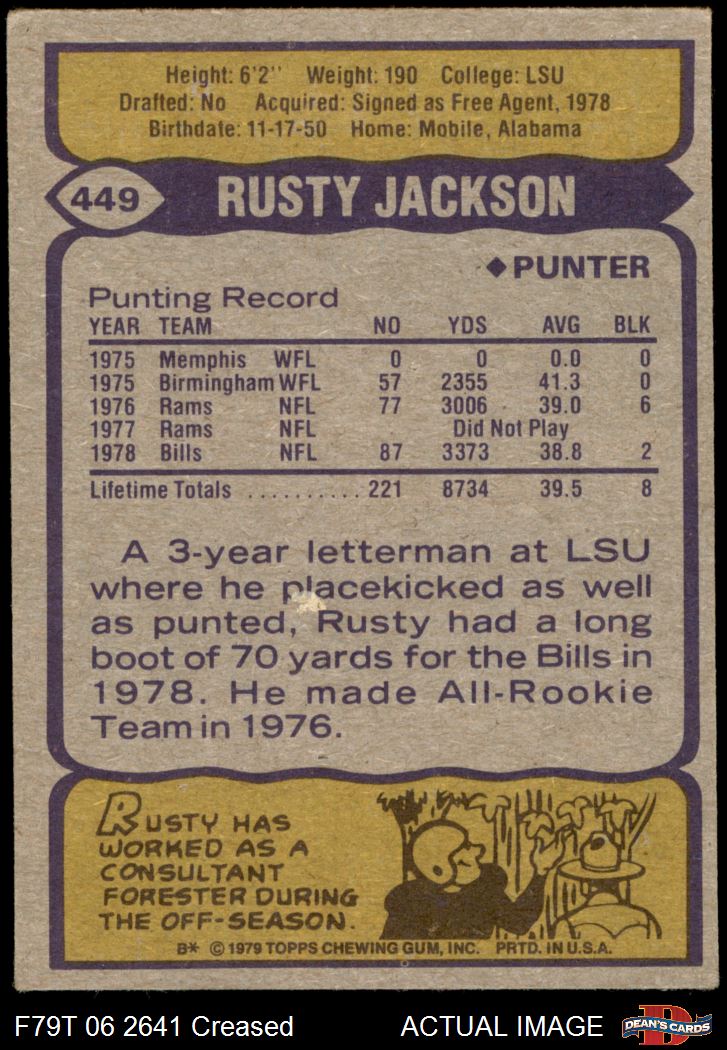 Height: 6'2" Weight: 190 College: LSU
Drafted: No Acquired: Signed as Free Agent, 1978
Birthdate: 11-17-50 Home: Mobile, Alabama
449 RUSTY JACKSON
◆PUNTER
Punting Record
YEAR TEAM NO YDS AVG BLK
1975 Memphis WFL 0 0 0.0 0
1975 Birmingham WFL 57 2355 41.3 0
1976 Rams NFL 77 3006 39.0 6
1977 Rams NFL Did Not Play
1978 Bills NFL 87 3373 38.8 2
Lifetime Totals .......... 221 8734 39.5 8
A 3-year letterman at LSU
where he placekicked as well
as punted, Rusty had a long
boot of 70 yards for the Bills in
1978. He made All-Rookie
Team in 1976.
RUSTY HAS
WORKED AS A
CONSULTANT
FORESTER DURING
THE OFF-SEASON.
B* © 1979 TOPPS CHEWING GUM, INC. PRTD. IN U.S.A.
F79T 06 2641 Creased ACTUAL IMAGE
D
DEAN'S CARDS